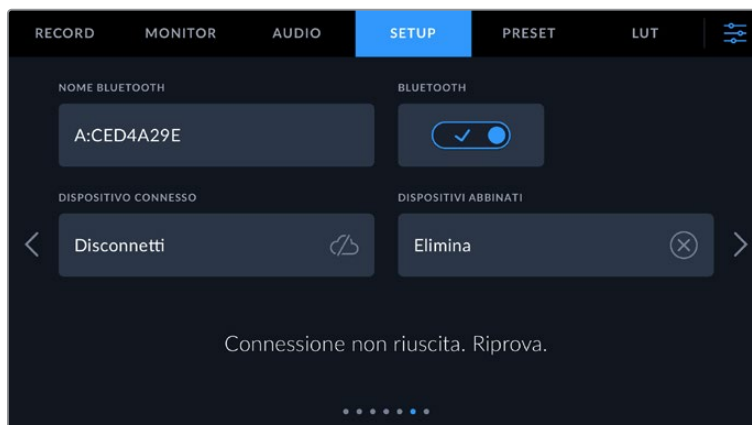 RECORD MONITOR AUDIO SETUP PRESET LUT
NOME BLUETOOTH BLUETOOTH
A:CED4A29E
DISPOSITIVO CONNESSO DISPOSITIVI ABBINATI
Disconnetti Elimina
Connessione non riuscita. Riprova.